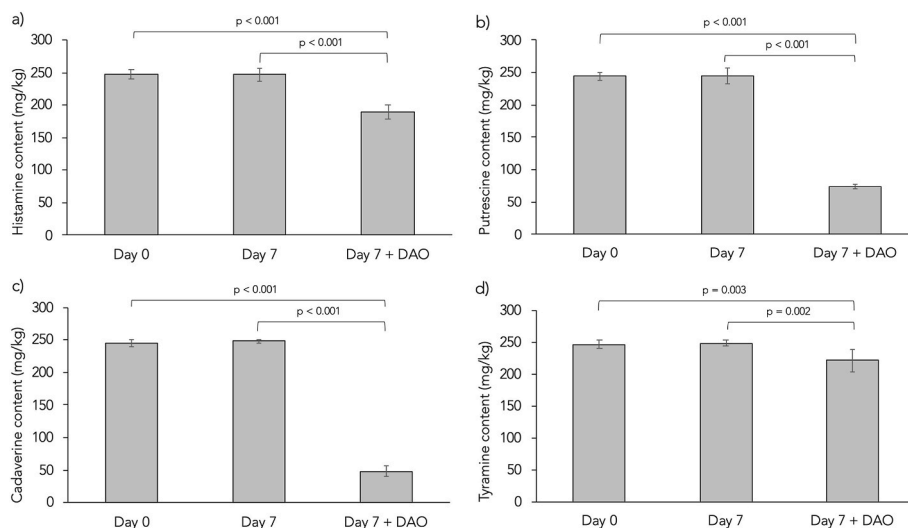 a)
p < 0.001
p < 0.001
300
250
200
150
100
50
0
Histamine content (mg/kg)
Day 0
Day 7
Day 7 + DAO
b)
p < 0.001
p < 0.001
300
250
200
150
100
50
0
Putrescine content (mg/kg)
Day 0
Day 7
Day 7 + DAO
c)
p < 0.001
p < 0.001
300
250
200
150
100
50
0
Cadaverine content (mg/kg)
Day 0
Day 7
Day 7 + DAO
d)
p = 0.003
p = 0.002
300
250
200
150
100
50
0
Tyramine content (mg/kg)
Day 0
Day 7
Day 7 + DAO